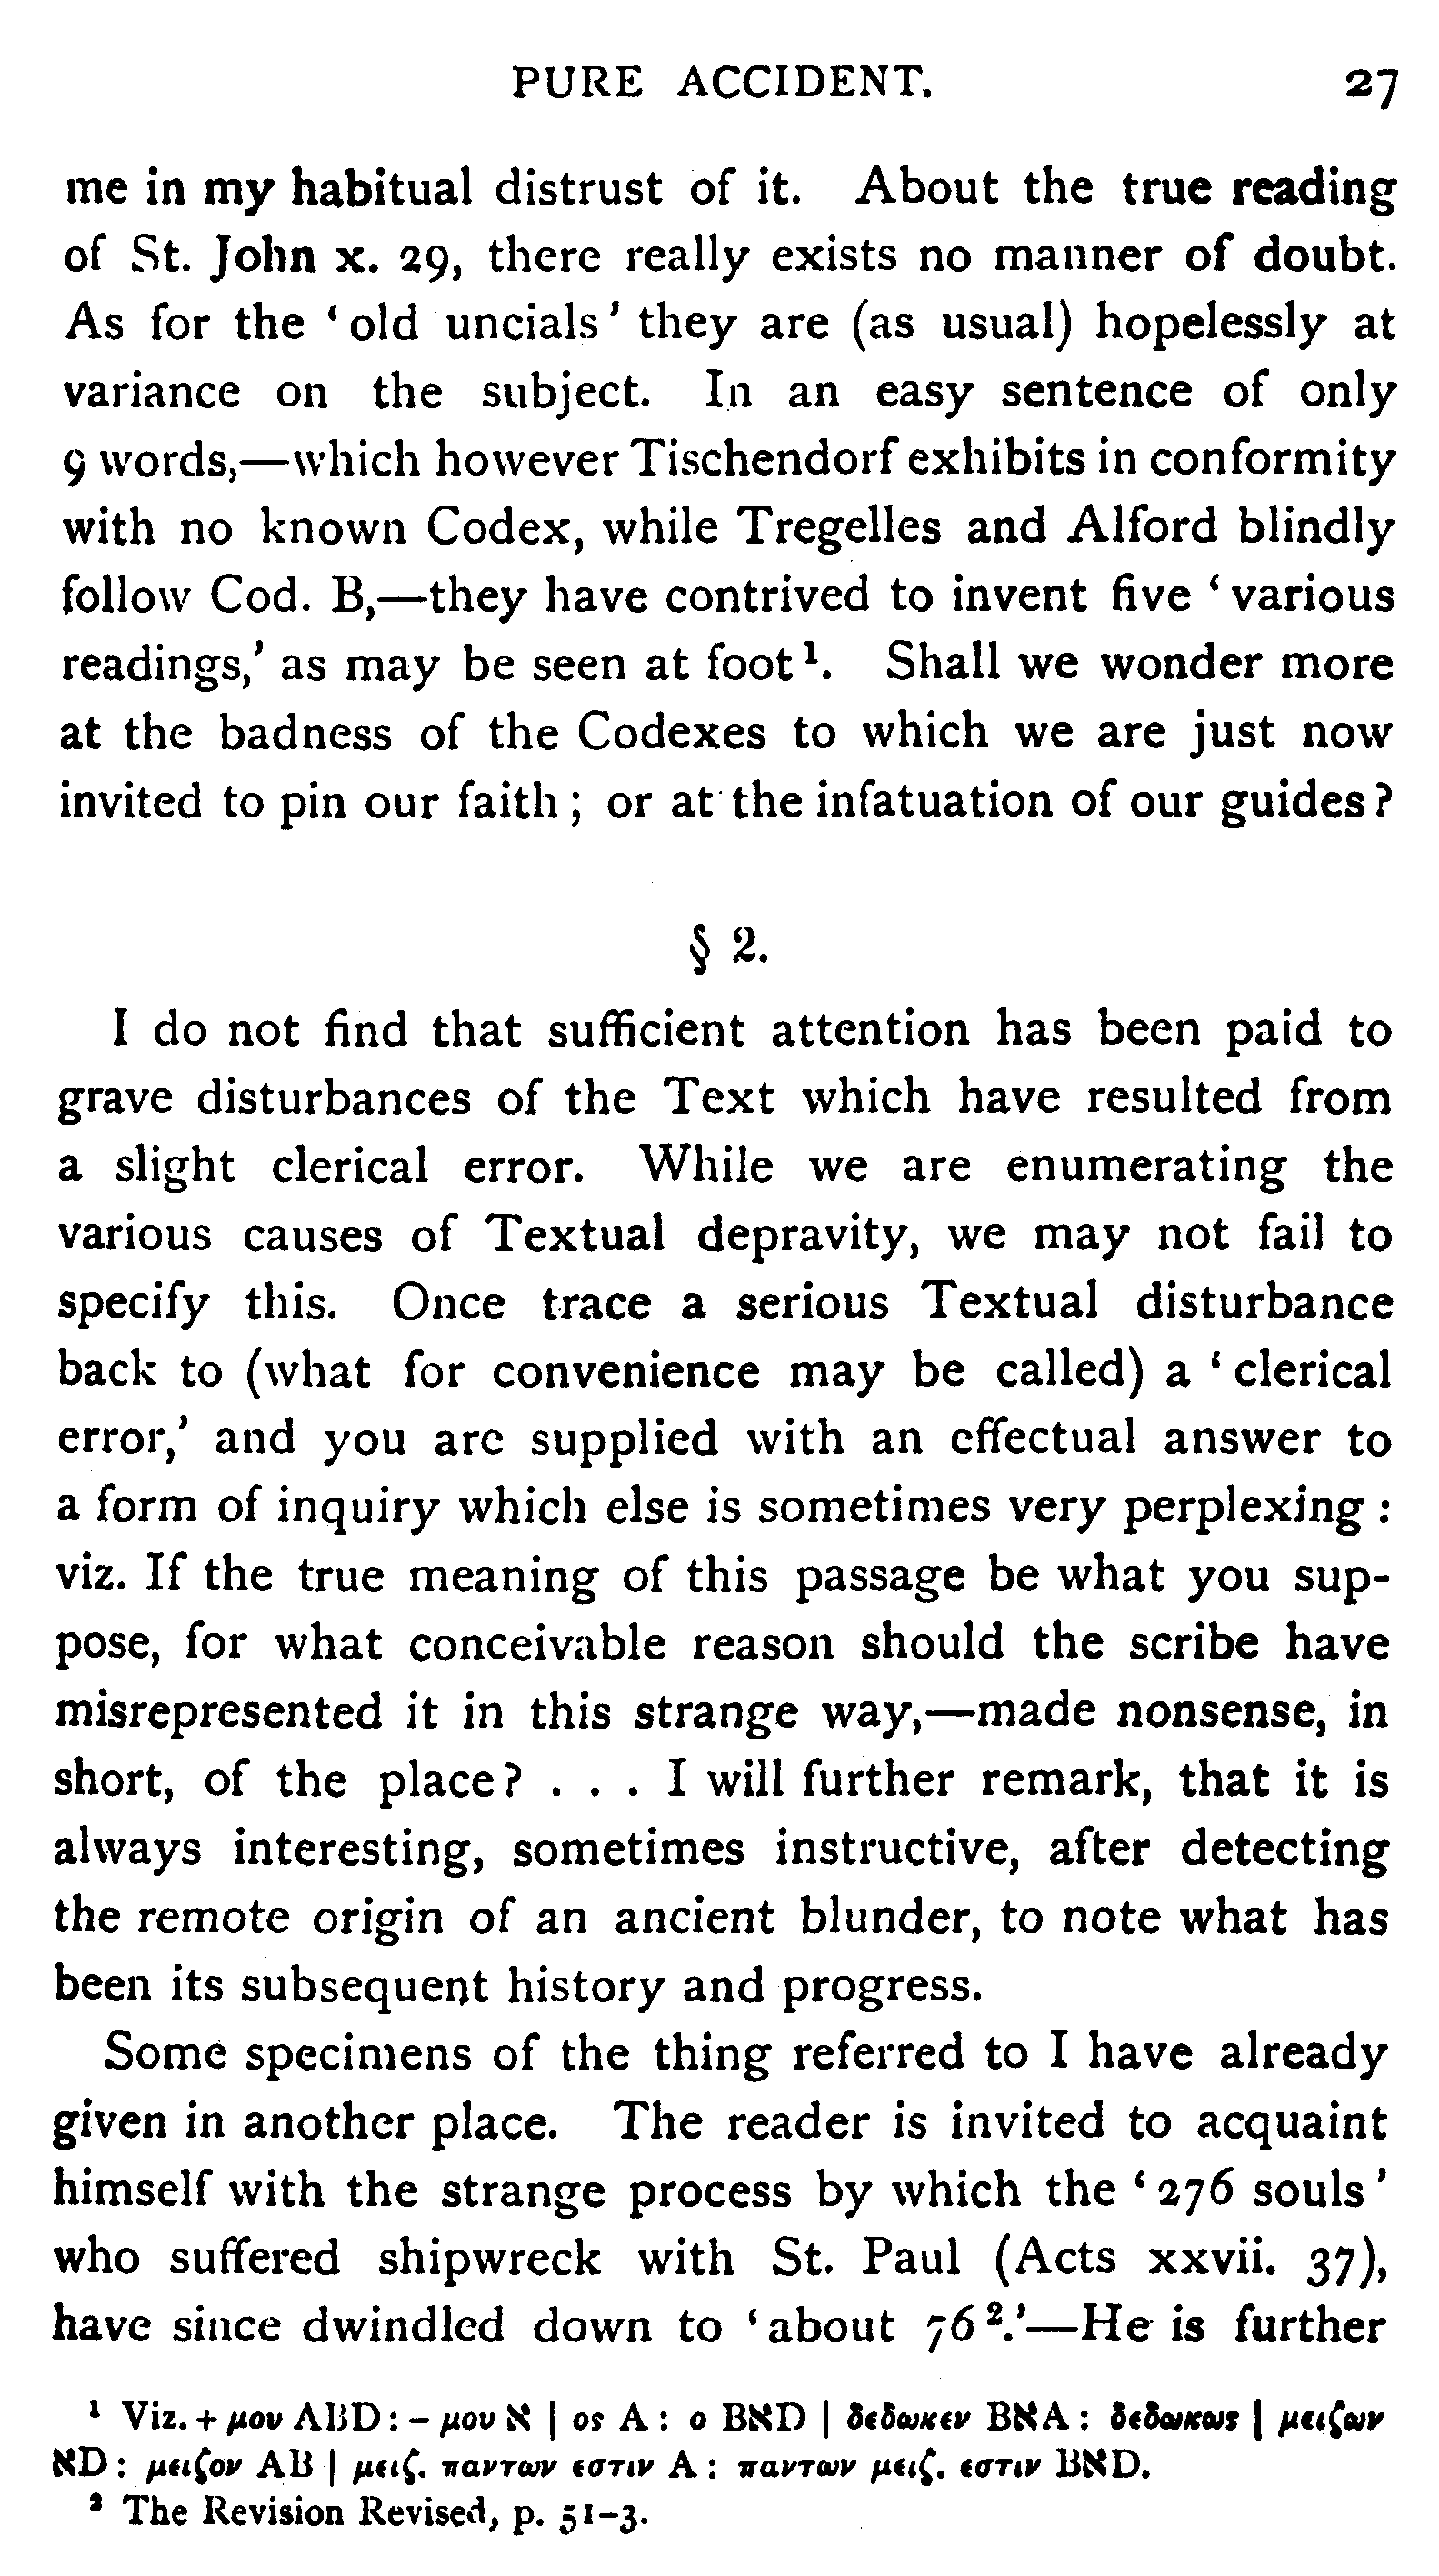 PURE ACCIDENT. 27
me in my habitual distrust of it. About the true reading
of St. John x. 29, there really exists no manner of doubt.
As for the ‘old uncials’ they are (as usual) hopelessly at
variance on the subject. In an easy sentence of only
9 words,—which however Tischendorf exhibits in conformity
with no known Codex, while Tregelles and Alford blindly
follow Cod. B,—they have contrived to invent five ‘various
readings,’ as may be seen at foot¹. Shall we wonder more
at the badness of the Codexes to which we are just now
invited to pin our faith; or at the infatuation of our guides?
§ 2.
I do not find that sufficient attention has been paid to
grave disturbances of the Text which have resulted from
a slight clerical error. While we are enumerating the
various causes of Textual depravity, we may not fail to
specify this. Once trace a serious Textual disturbance
back to (what for convenience may be called) a ‘clerical
error,’ and you are supplied with an effectual answer to
a form of inquiry which else is sometimes very perplexing:
viz. If the true meaning of this passage be what you sup-
pose, for what conceivable reason should the scribe have
misrepresented it in this strange way,—made nonsense, in
short, of the place? . . . I will further remark, that it is
always interesting, sometimes instructive, after detecting
the remote origin of an ancient blunder, to note what has
been its subsequent history and progress.
Some specimens of the thing referred to I have already
given in another place. The reader is invited to acquaint
himself with the strange process by which the ‘276 souls’
who suffered shipwreck with St. Paul (Acts xxvii. 37),
have since dwindled down to ‘about 76².’—He is further
¹ Viz. + μου ABD: – μου א | ος A: ο BאD | δεδωκεν BאA: δεδωκως | μειζων
אD: μειζον AB | μειζ. παντων εστιν A: παντων μειζ. εστιν BאD.
² The Revision Revised, p. 51–3.